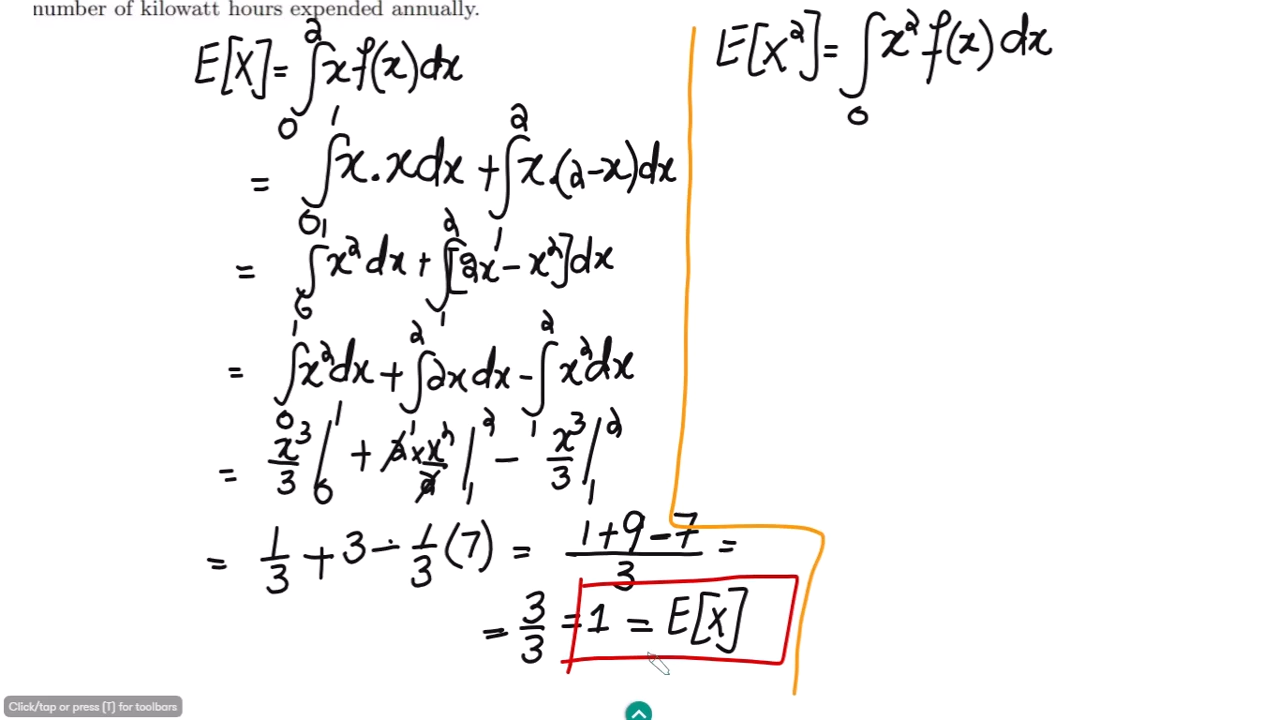 number of kilowatt hours expended annually.
E[X] = ∫₀² x f(x) dx
= ∫₀¹ x . x dx + ∫₁² x . (2 - x) dx
= ∫₀¹ x² dx + ∫₁² [2x - x²] dx
= ∫₀¹ x² dx + ∫₁² 2x dx - ∫₁² x² dx
= x³/3 |₀¹ + 2 × x²/2 |₁² - x³/3 |₁²
= 1/3 + 3 - 1/3 (7) = (1 + 9 - 7)/3 =
= 3/3 = 1 = E[X]
E[X²] = ∫₀ x² f(x) dx
Click/tap or press (T) for toolbars